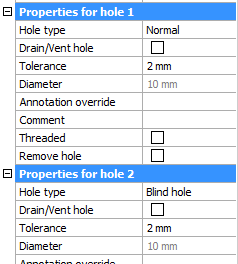 Properties for hole 1
Hole type Normal
Drain/Vent hole
Tolerance 2 mm
Diameter 10 mm
Annotation override
Comment
Threaded
Remove hole
Properties for hole 2
Hole type Blind hole
Drain/Vent hole
Tolerance 2 mm
Diameter 10 mm
Annotation override